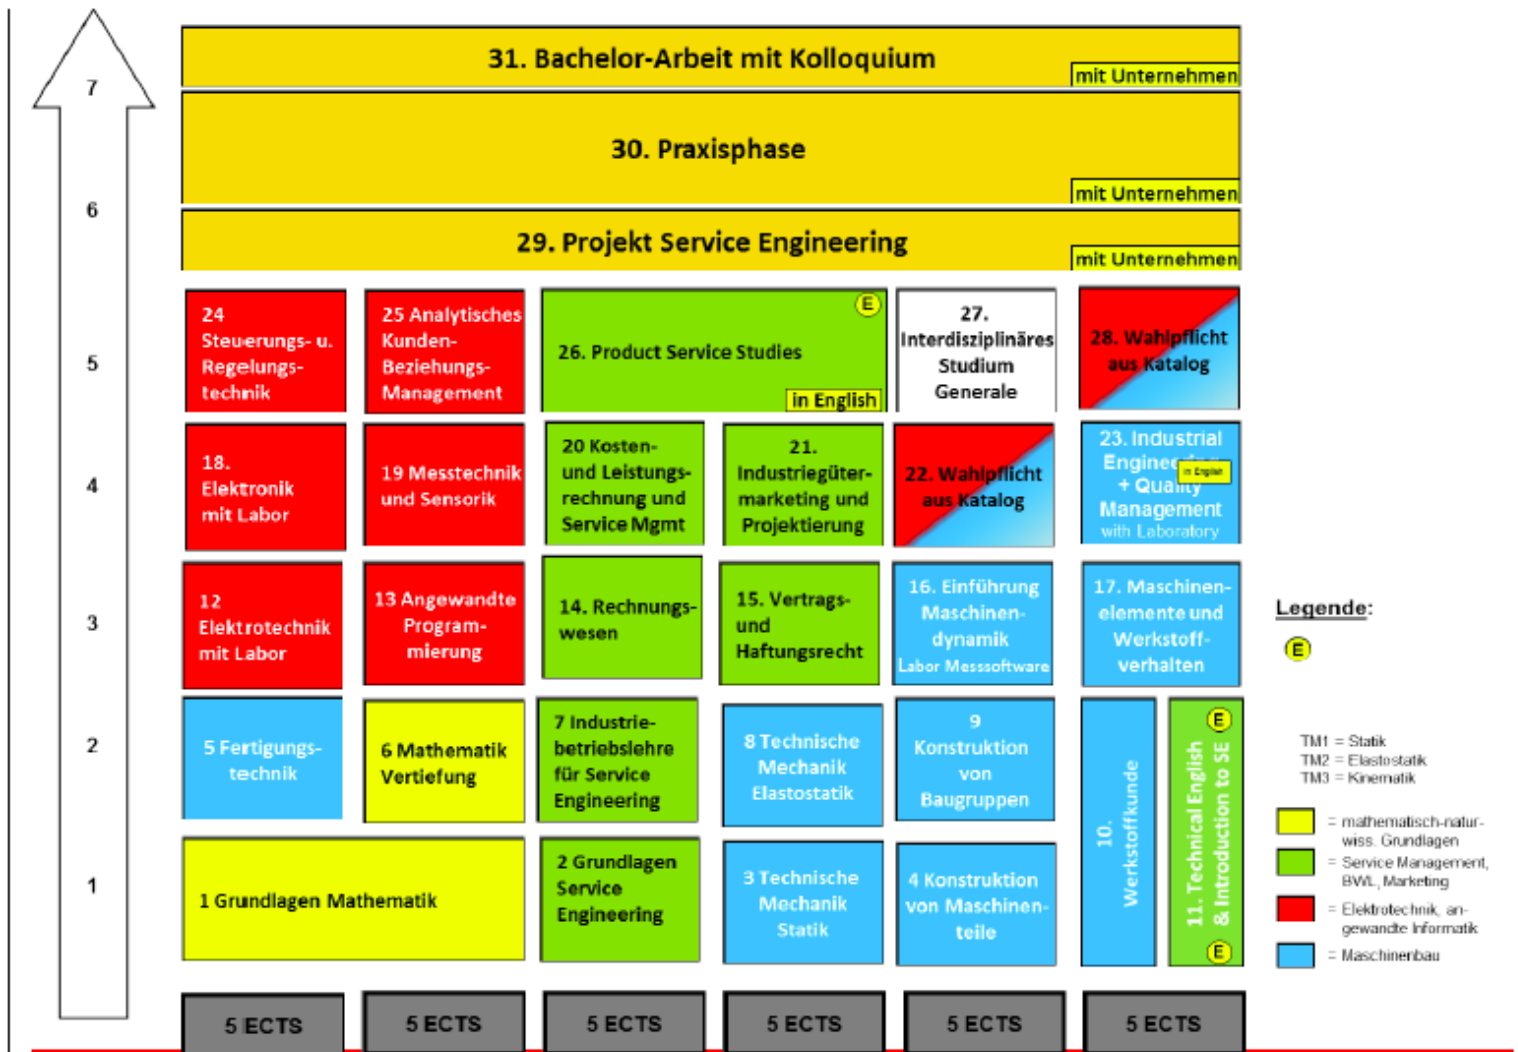 31. Bachelor-Arbeit mit Kolloquium
mit Unternehmen
7
30. Praxisphase
mit Unternehmen
6
29. Projekt Service Engineering
mit Unternehmen
5
24
Steuerungs- u.
Regelungs-
technik
25 Analytisches
Kunden-
Beziehungs-
Management
E
26. Product Service Studies
in English
27.
Interdisziplinäres
Studium
Generale
28. Wahlpflicht
aus Katalog
4
18.
Elektronik
mit Labor
19 Messtechnik
und Sensorik
20 Kosten-
und Leistungs-
rechnung und
Service Mgmt
21.
Industriegüter-
marketing und
Projektierung
22. Wahlpflicht
aus Katalog
23. Industrial
Engineering
in English
+ Quality
Management
with Laboratory
3
12
Elektrotechnik
mit Labor
13 Angewandte
Program-
mierung
14. Rechnungs-
wesen
15. Vertrags-
und
Haftungsrecht
16. Einführung
Maschinen-
dynamik
Labor Messsoftware
17. Maschinen-
elemente und
Werkstoff-
verhalten
2
5 Fertigungs-
technik
6 Mathematik
Vertiefung
7 Industrie-
betriebslehre
für Service
Engineering
8 Technische
Mechanik
Elastostatik
9
Konstruktion
von
Baugruppen
10.
Werkstoffkunde
E
11. Technical English
& Introduction to SE
E
1
1 Grundlagen Mathematik
2 Grundlagen
Service
Engineering
3 Technische
Mechanik
Statik
4 Konstruktion
von Maschinen-
teile
5 ECTS
5 ECTS
5 ECTS
5 ECTS
5 ECTS
5 ECTS
Legende:
E
TM1 = Statik
TM2 = Elastostatik
TM3 = Kinematik
= mathematisch-natur-
wiss. Grundlagen
= Service Management,
BWL, Marketing
= Elektrotechnik, an-
gewandte Informatik
= Maschinenbau